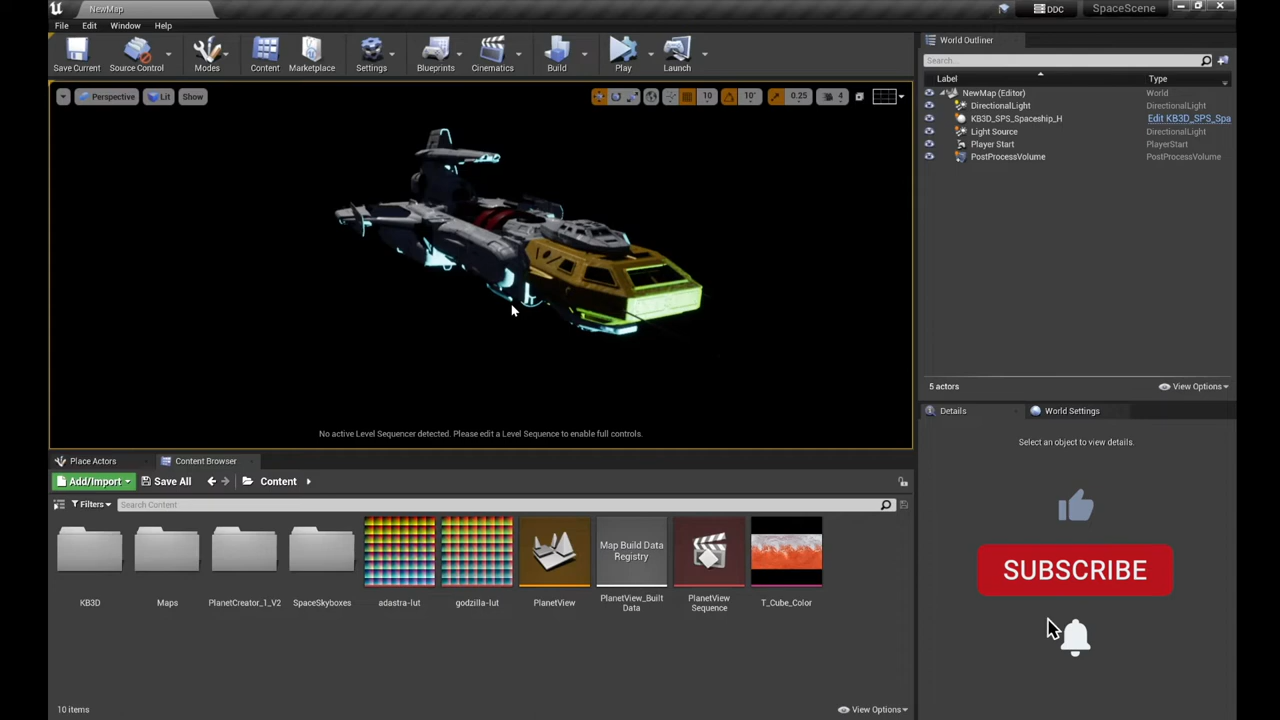 NewMap
DDC
SpaceScene
File Edit Window Help
Save Current
Source Control
Modes
Content
Marketplace
Settings
Blueprints
Cinematics
Build
Play
Launch
Perspective
Lit
Show
10
10°
0.25
4
No active Level Sequencer detected. Please edit a Level Sequence to enable full controls.
World Outliner
Search...
Label Type
NewMap (Editor) World
DirectionalLight DirectionalLight
KB3D_SPS_Spaceship_H Edit KB3D_SPS_Spa
Light Source DirectionalLight
Player Start PlayerStart
PostProcessVolume PostProcessVolume
5 actors
View Options
Details
World Settings
Select an object to view details.
SUBSCRIBE
Place Actors
Content Browser
Add/Import
Save All
Content
Filters
Search Content
Map Build Data
Registry
KB3D
Maps
PlanetCreator_1_V2
SpaceSkyboxes
adastra-lut
godzilla-lut
PlanetView
PlanetView_Built
Data
PlanetView
Sequence
T_Cube_Color
10 items
View Options